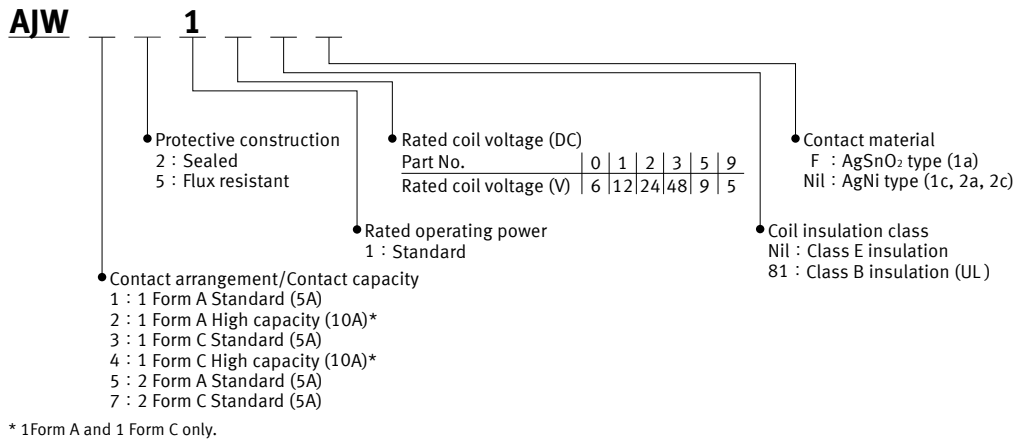 AJW 1
Protective construction
2 : Sealed
5 : Flux resistant
Rated coil voltage (DC)
Part No. 0 1 2 3 5 9
Rated coil voltage (V) 6 12 24 48 9 5
Contact material
F : AgSnO₂ type (1a)
Nil : AgNi type (1c, 2a, 2c)
Rated operating power
1 : Standard
Coil insulation class
Nil : Class E insulation
81 : Class B insulation (UL)
Contact arrangement/Contact capacity
1 : 1 Form A Standard (5A)
2 : 1 Form A High capacity (10A)*
3 : 1 Form C Standard (5A)
4 : 1 Form C High capacity (10A)*
5 : 2 Form A Standard (5A)
7 : 2 Form C Standard (5A)
* 1Form A and 1 Form C only.